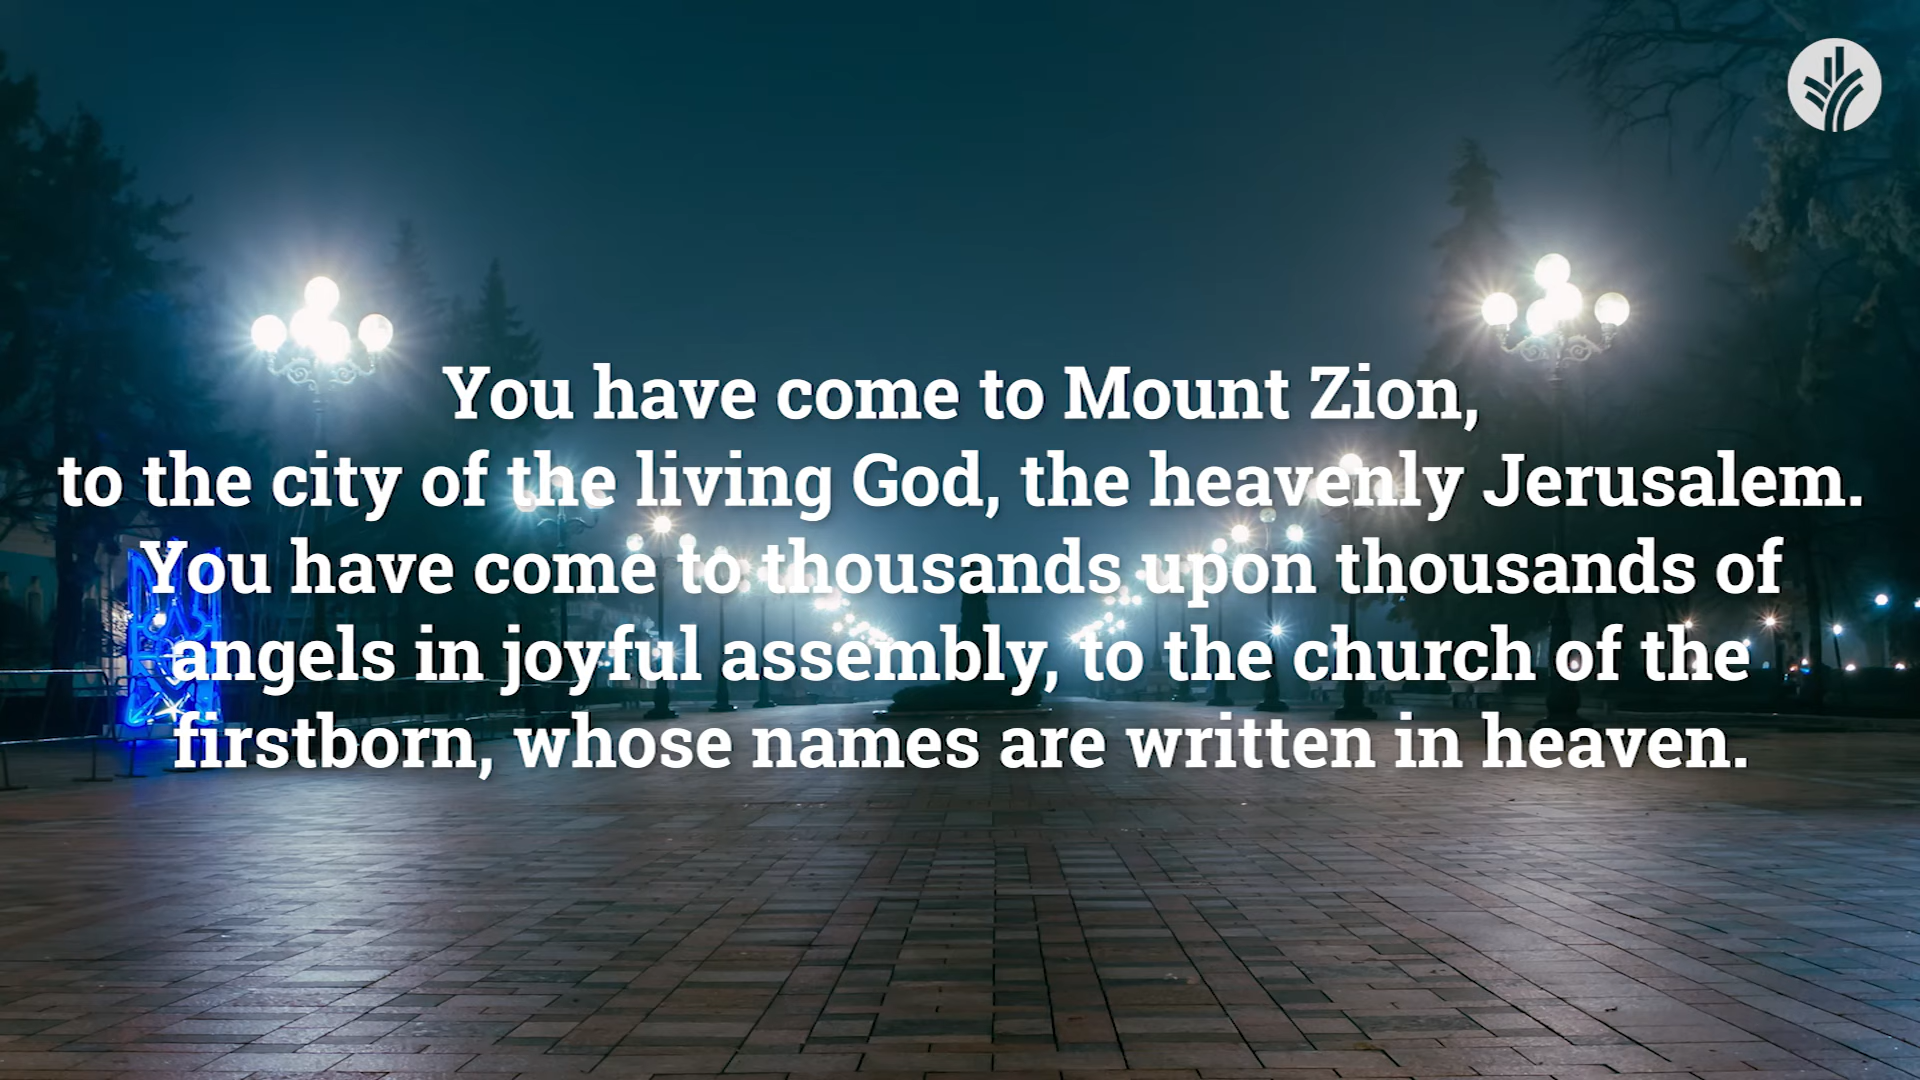 You have come to Mount Zion,
to the city of the living God, the heavenly Jerusalem.
You have come to thousands upon thousands of
angels in joyful assembly, to the church of the
firstborn, whose names are written in heaven.